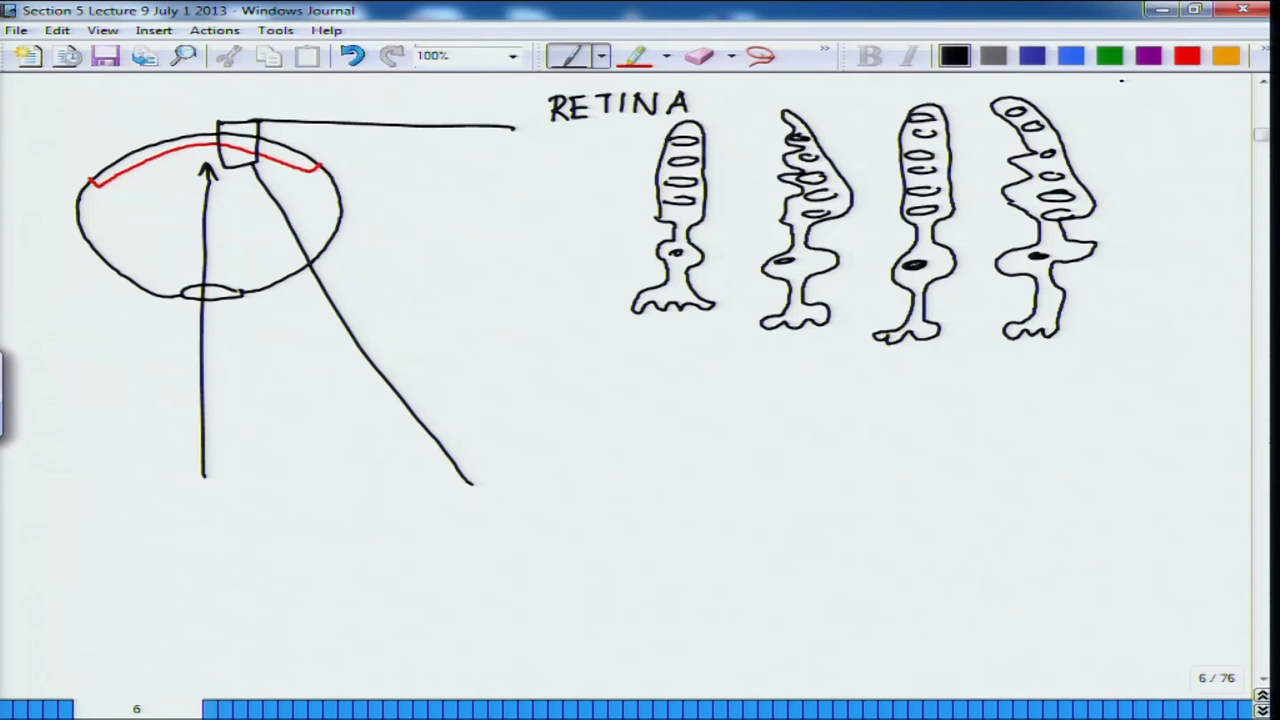 Section 5 Lecture 9 July 1 2013 - Windows Journal
File Edit View Insert Actions Tools Help
100%
B I
RETINA
6 / 76
6